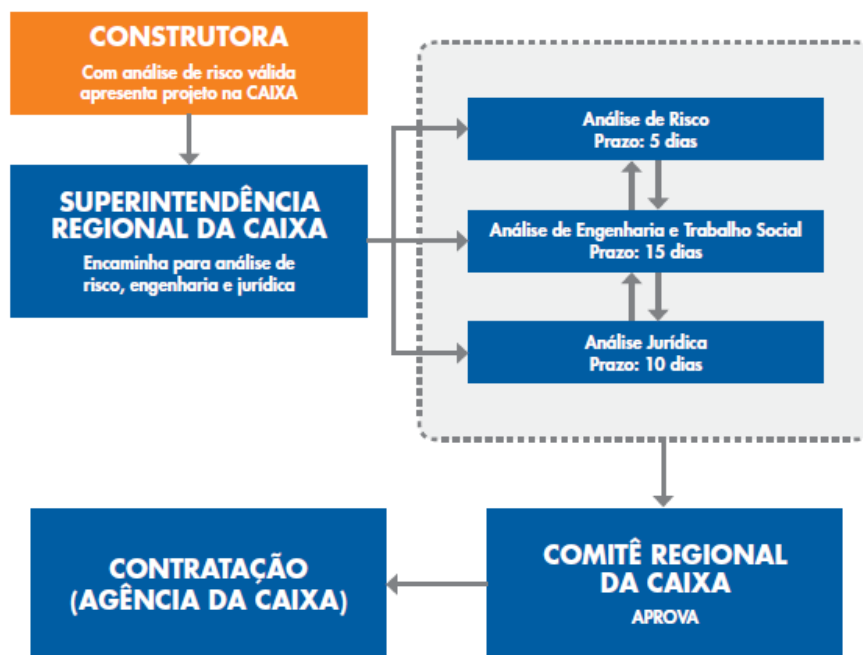 CONSTRUTORA
Com análise de risco válida
apresenta projeto na CAIXA
SUPERINTENDÊNCIA
REGIONAL DA CAIXA
Encaminha para análise de
risco, engenharia e jurídica
Análise de Risco
Prazo: 5 dias
Análise de Engenharia e Trabalho Social
Prazo: 15 dias
Análise Jurídica
Prazo: 10 dias
COMITÊ REGIONAL
DA CAIXA
APROVA
CONTRATAÇÃO
(AGÊNCIA DA CAIXA)